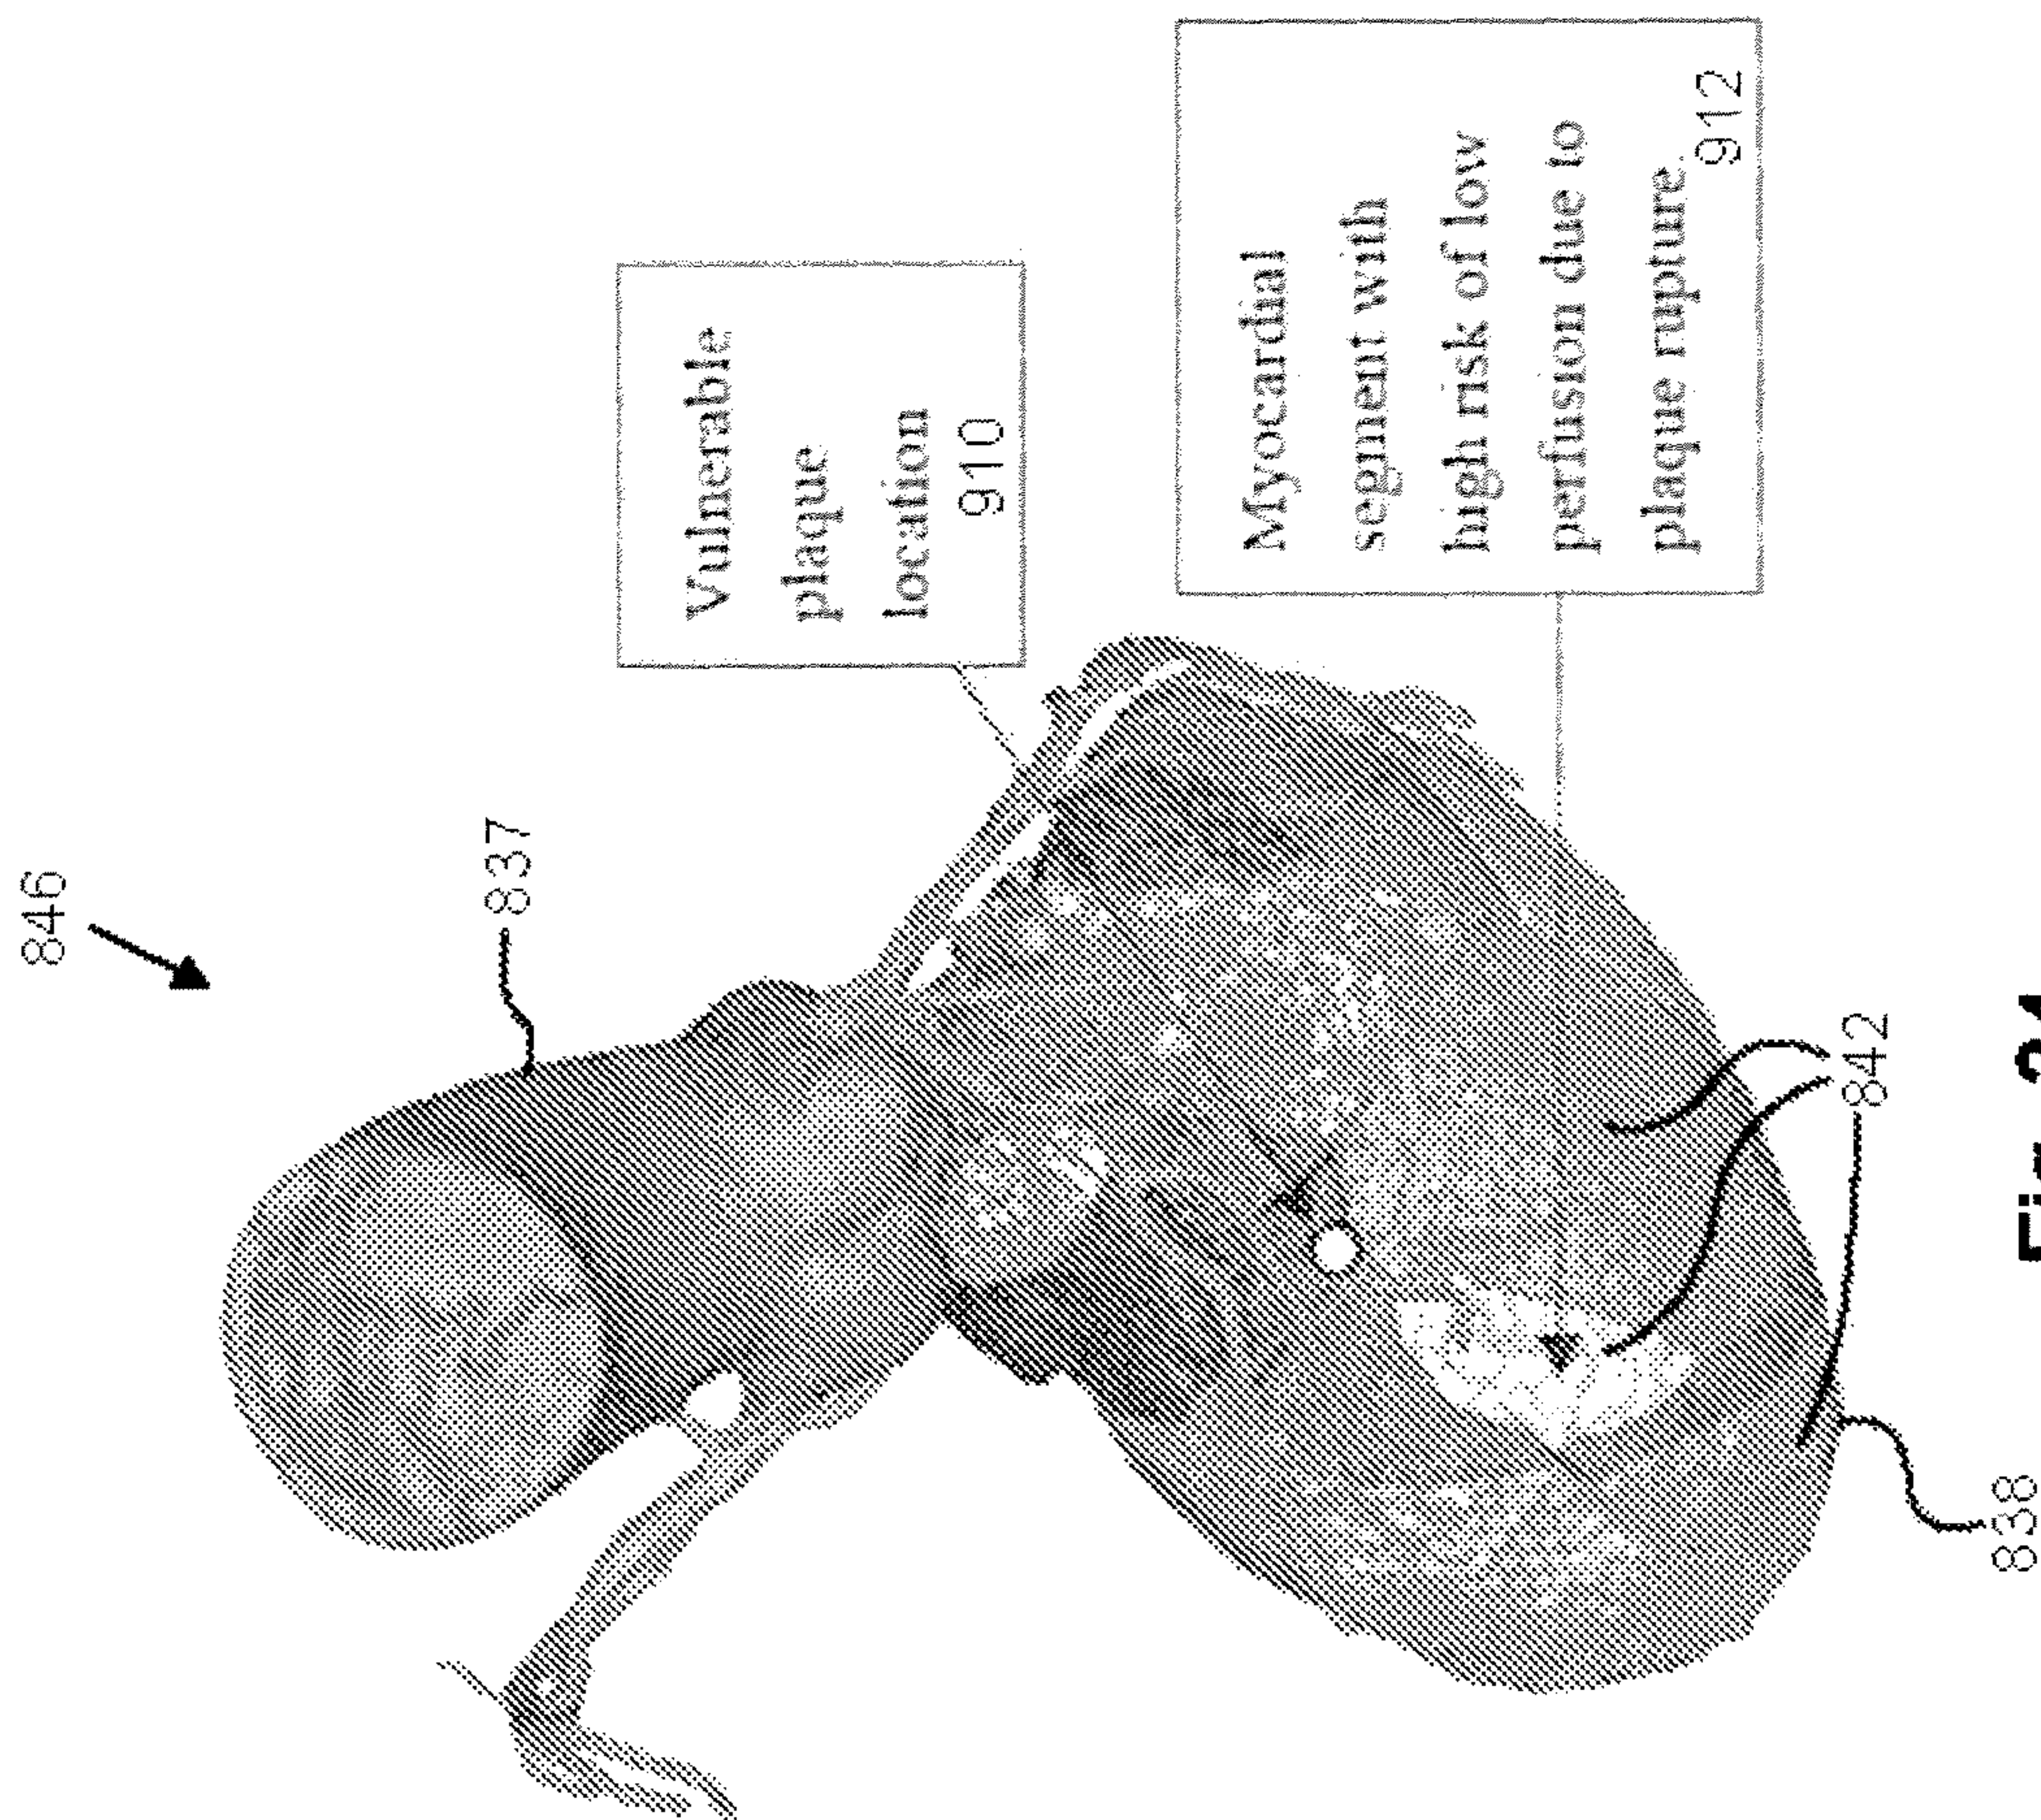 846
837
Vulnerable
plaque
location
910
Myocardial
segment with
high risk of low
perfusion due to
plaque rupture
912
842
838
Fig.